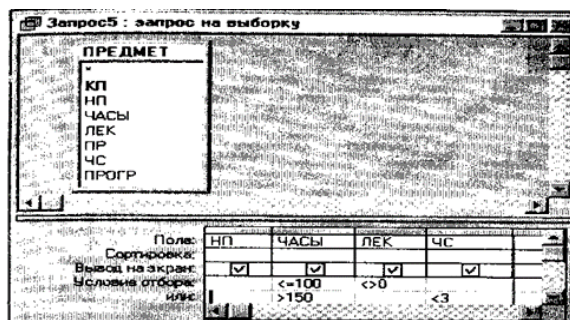 Запрос5 : запрос на выборку
ПРЕДМЕТ
*
КП
НП
ЧАСЫ
ЛЕК
ПР
ЧС
ПРОГР
Поле: НП ЧАСЫ ЛЕК ЧС
Сортировка:
Вывод на экран:
Условие отбора: <=100 <>0
или: >150 <3